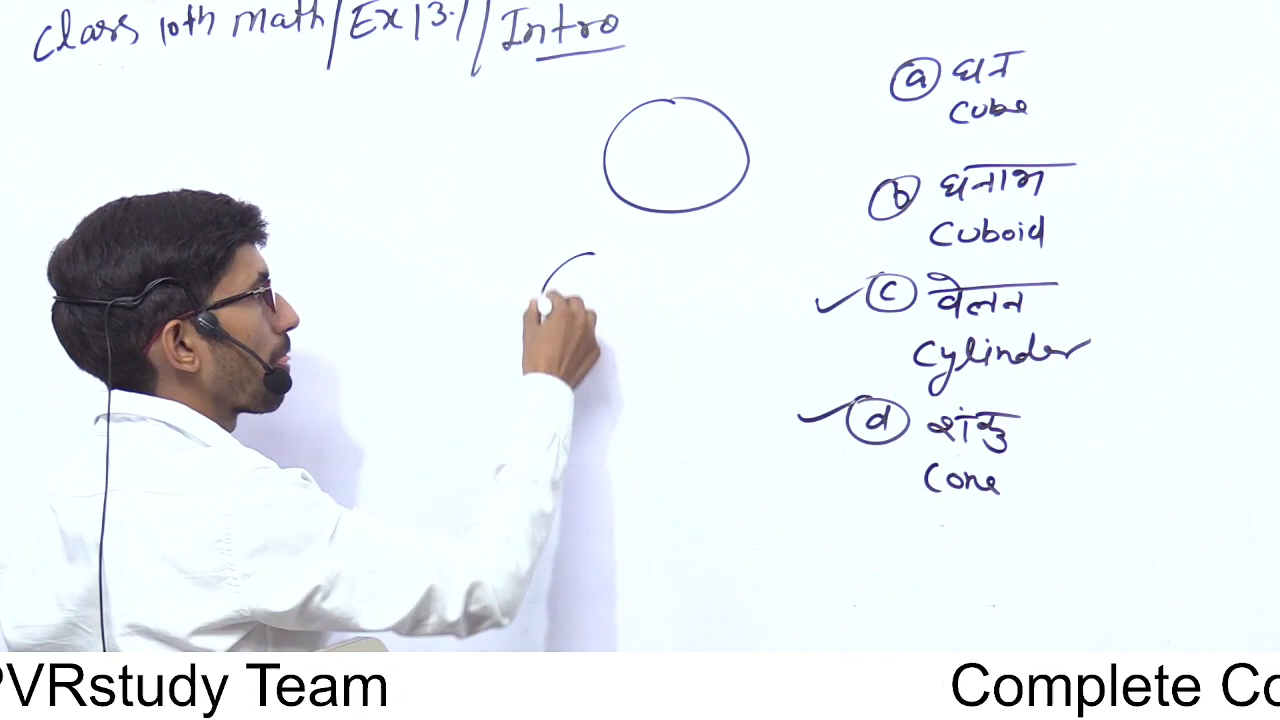 Class 10th math/Ex 13.1/Intro
(a) घन
Cube
(b) घनाभ
Cuboid
✓ (c) वेलन
Cylinder
✓ (d) शंकु
Cone
PVRstudy Team
Complete Co